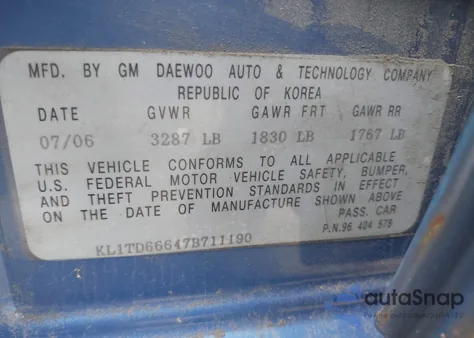 MFD. BY GM DAEWOO AUTO & TECHNOLOGY COMPANY
REPUBLIC OF KOREA
DATE GVWR GAWR FRT GAWR RR
07/06 3287 LB 1830 LB 1767 LB
THIS VEHICLE CONFORMS TO ALL APPLICABLE
U.S. FEDERAL MOTOR VEHICLE SAFETY, BUMPER,
AND THEFT PREVENTION STANDARDS IN EFFECT
ON THE DATE OF MANUFACTURE SHOWN ABOVE
PASS. CAR
KL1TD66647B711190
P.N.96 404 575
autoSnap